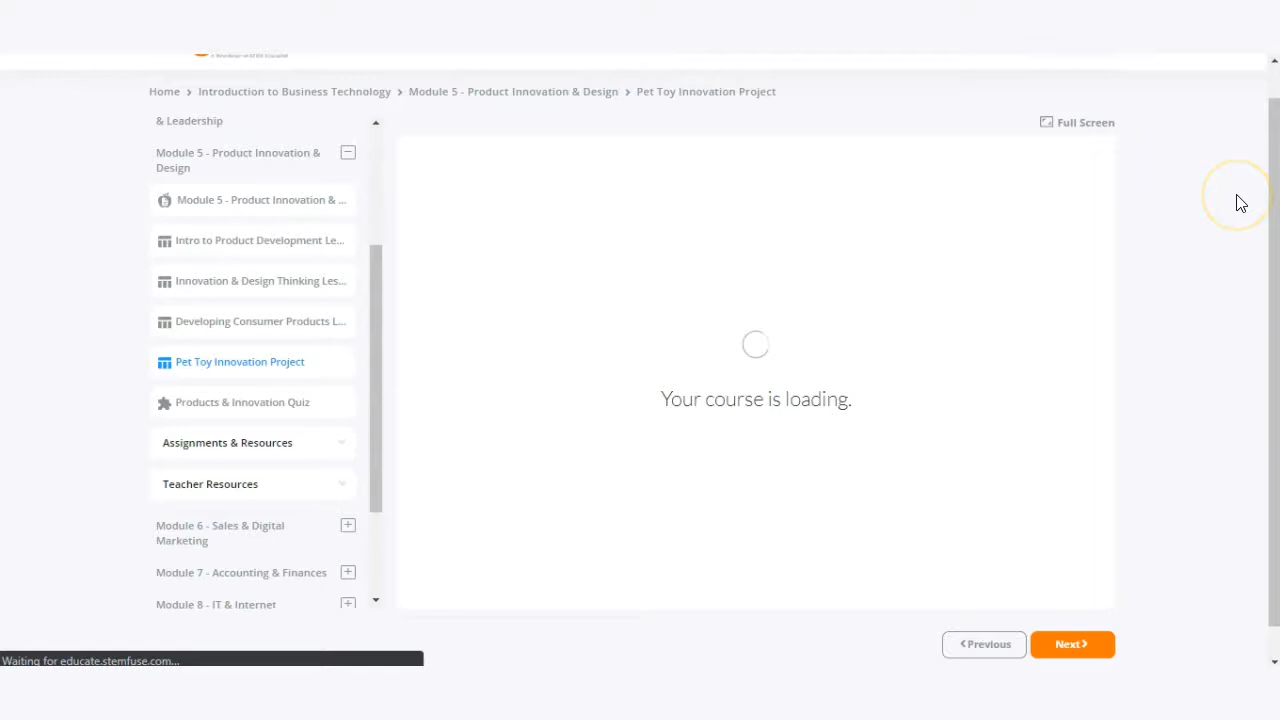 Home > Introduction to Business Technology > Module 5 - Product Innovation & Design > Pet Toy Innovation Project
& Leadership
Full Screen
Module 5 - Product Innovation &
Design
Module 5 - Product Innovation & ...
Intro to Product Development Le...
Innovation & Design Thinking Les...
Developing Consumer Products L...
Pet Toy Innovation Project
Products & Innovation Quiz
Assignments & Resources
Teacher Resources
Module 6 - Sales & Digital
Marketing
Module 7 - Accounting & Finances
Module 8 - IT & Internet
Your course is loading.
Previous
Next
Waiting for educate.stemfuse.com...